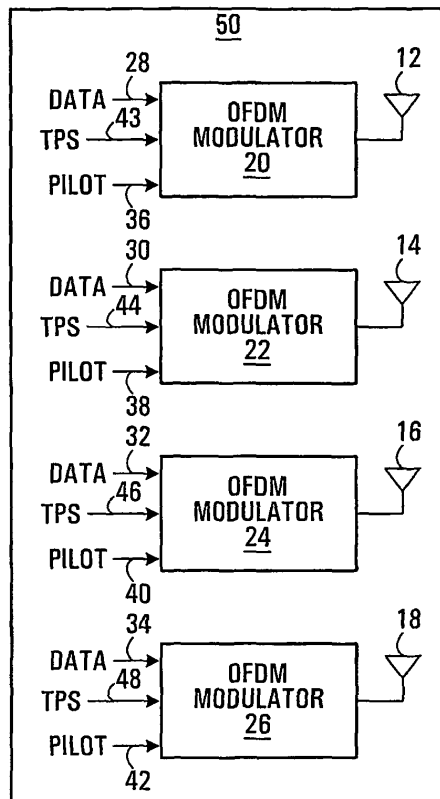 50
28
12
DATA
OFDM
MODULATOR
20
43
TPS
PILOT
36
30
14
DATA
OFDM
MODULATOR
22
44
TPS
PILOT
38
32
16
DATA
OFDM
MODULATOR
24
46
TPS
PILOT
40
34
18
DATA
OFDM
MODULATOR
26
48
TPS
PILOT
42